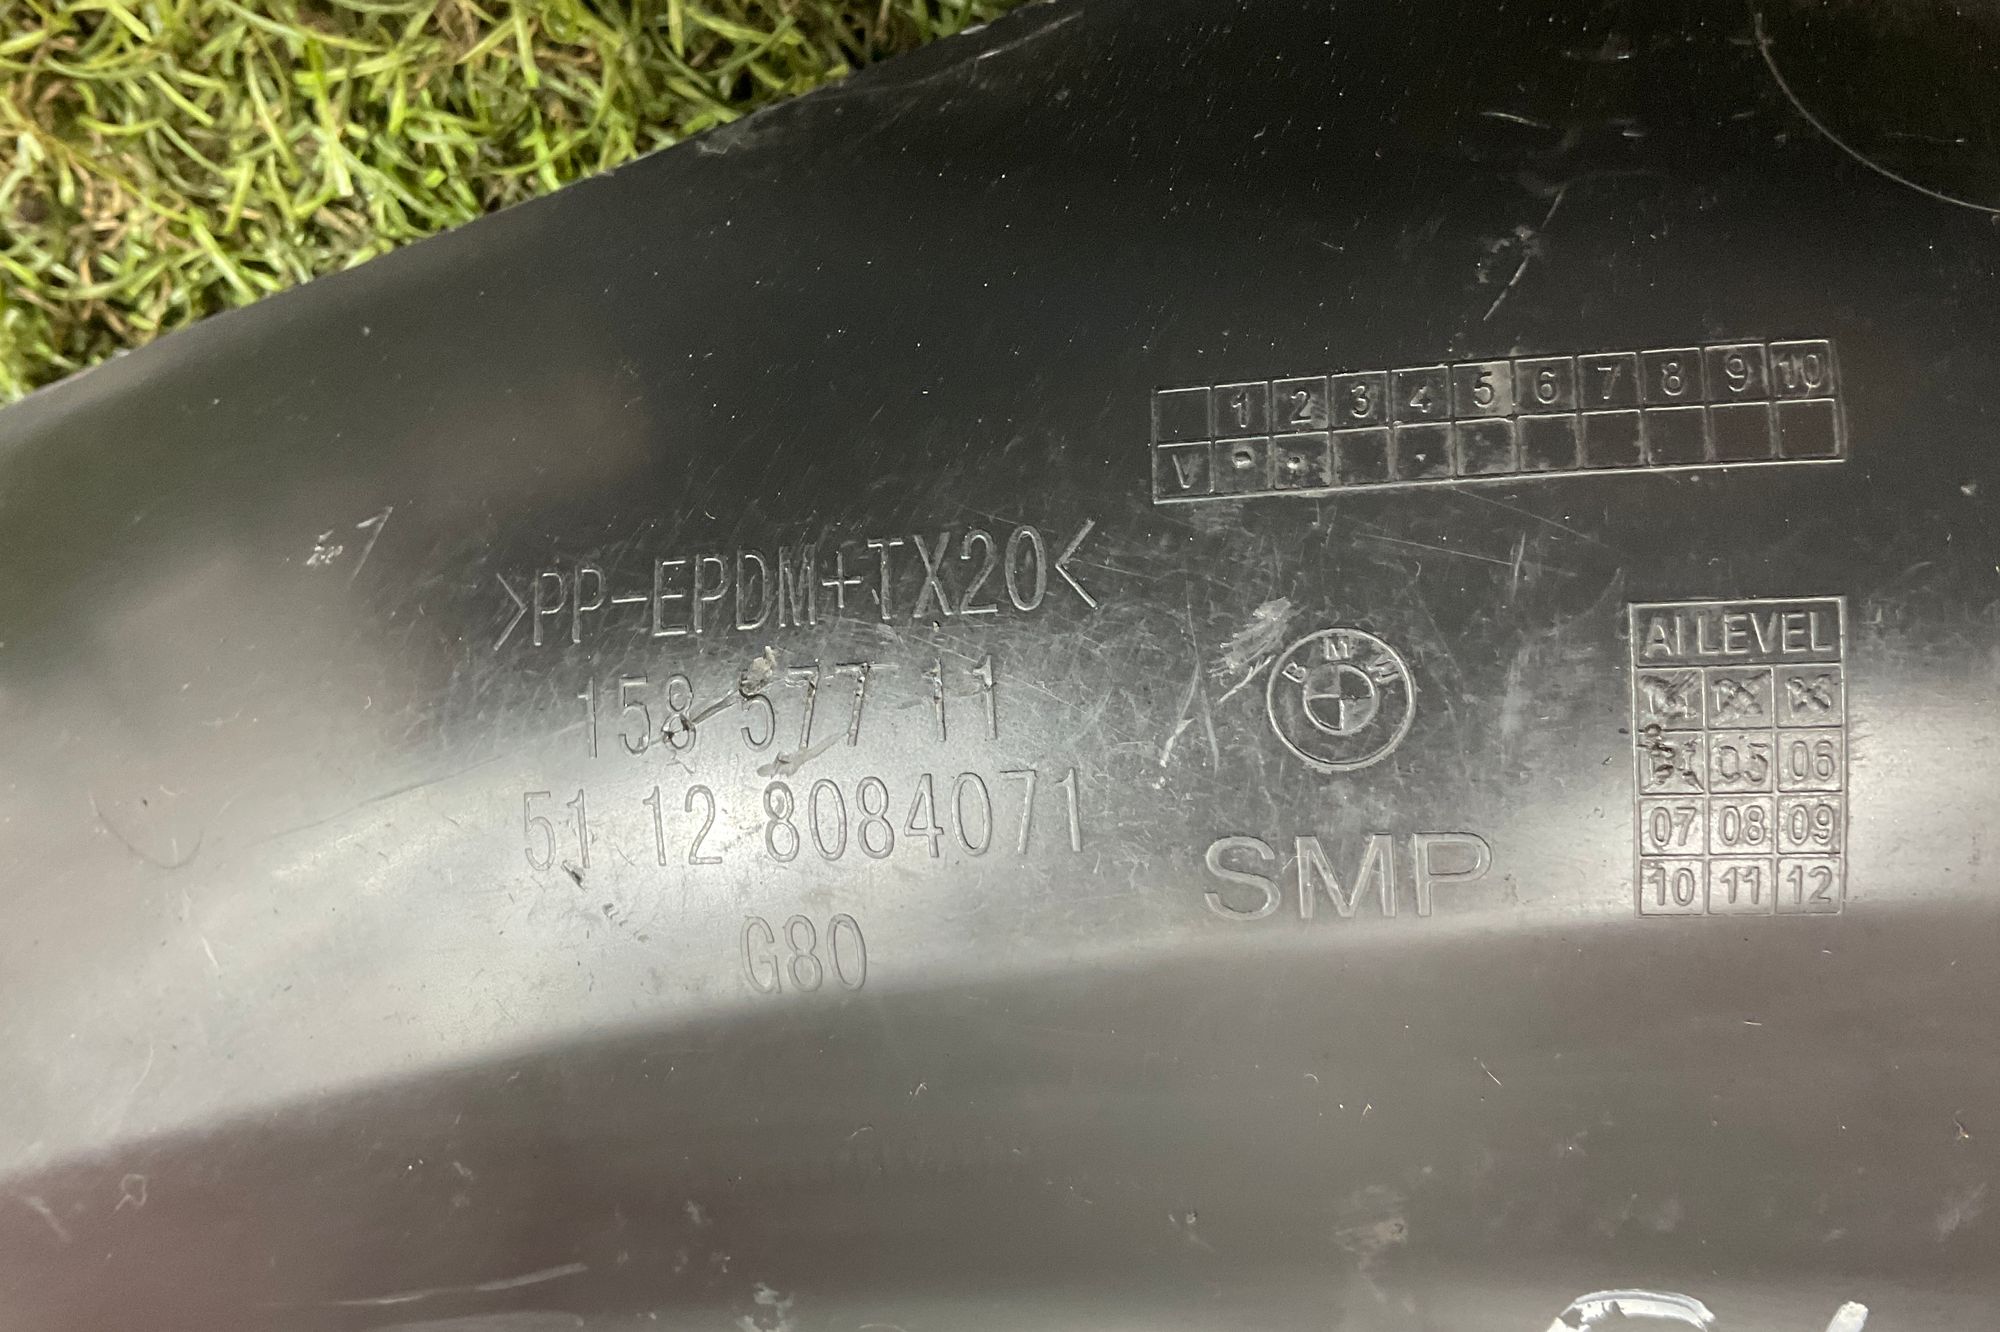 1 2 3 4 5 6 7 8 9 10
V
>PP-EPDM+TX20<
158 577 11
51 12 8084071
G80
BMW
SMP
AI LEVEL
05 06
07 08 09
10 11 12